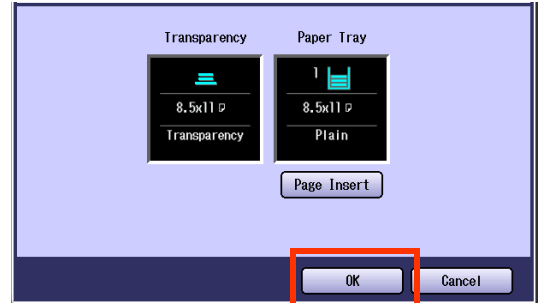 Transparency Paper Tray
1
8.5x11 8.5x11
Transparency Plain
Page Insert
OK Cancel